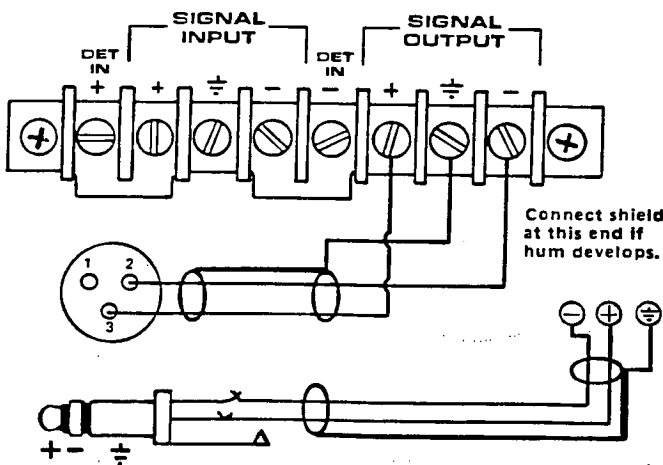 SIGNAL INPUT
SIGNAL OUTPUT
DET IN
DET IN
+ + ⏚ − − + ⏚ −
Connect shield
at this end if
hum develops.
1 2
3
− + ⏚
+ − ⏚